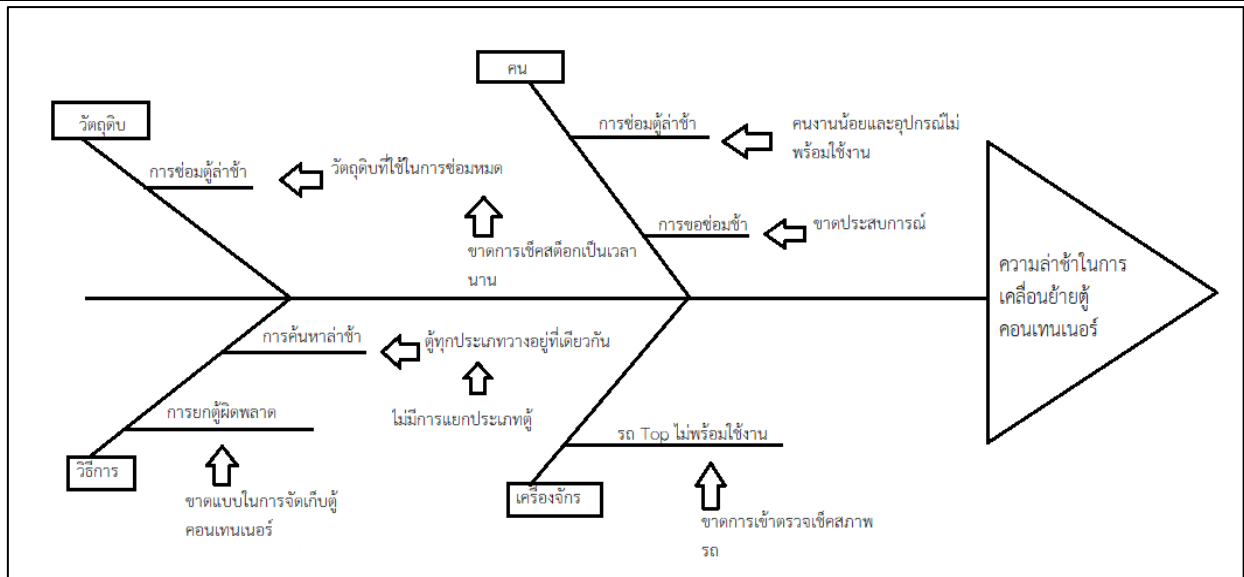 คน
วัตถุดิบ
การซ่อมตู้ล่าช้า
คนงานน้อยและอุปกรณ์ไม่
พร้อมใช้งาน
การซ่อมตู้ล่าช้า
วัตถุดิบที่ใช้ในการซ่อมหมด
การขอซ่อมช้า
ขาดประสบการณ์
ขาดการเช็คสต็อกเป็นเวลา
นาน
ความล่าช้าในการ
เคลื่อนย้ายตู้
คอนเทนเนอร์
การค้นหาล่าช้า
ตู้ทุกประเภทวางอยู่ที่เดียวกัน
การยกตู้ผิดพลาด
ไม่มีการแยกประเภทตู้
รถ Top ไม่พร้อมใช้งาน
วิธีการ
เครื่องจักร
ขาดแบบในการจัดเก็บตู้
คอนเทนเนอร์
ขาดการเข้าตรวจเช็คสภาพ
รถ